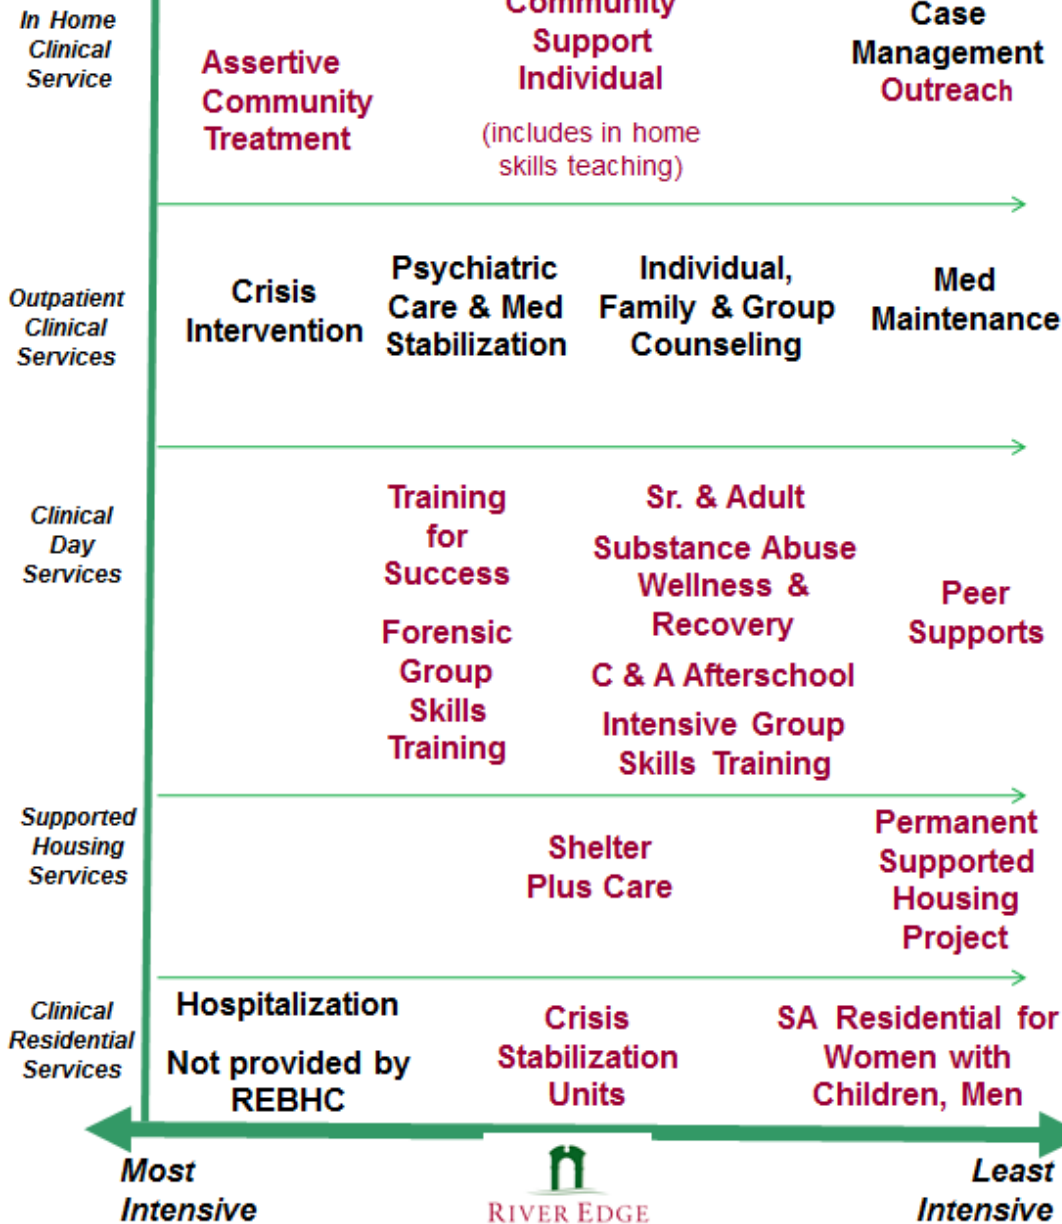 In Home
Clinical
Service
Assertive
Community
Treatment
Community
Support
Individual
(includes in home
skills teaching)
Case
Management
Outreach
Outpatient
Clinical
Services
Crisis
Intervention
Psychiatric
Care & Med
Stabilization
Individual,
Family & Group
Counseling
Med
Maintenance
Clinical
Day
Services
Training
for
Success
Forensic
Group
Skills
Training
Sr. & Adult
Substance Abuse
Wellness &
Recovery
C & A Afterschool
Intensive Group
Skills Training
Peer
Supports
Supported
Housing
Services
Shelter
Plus Care
Permanent
Supported
Housing
Project
Clinical
Residential
Services
Hospitalization
Not provided by
REBHC
Crisis
Stabilization
Units
SA Residential for
Women with
Children, Men
Most
Intensive
RIVER EDGE
Least
Intensive